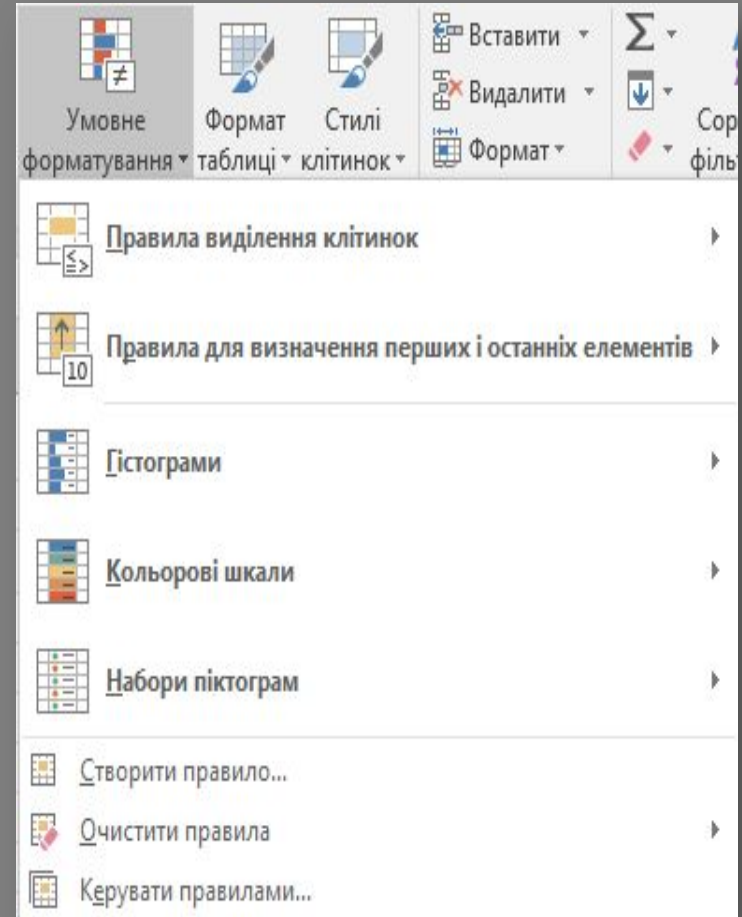 Умовне форматування
Формат таблиці
Стилі клітинок
Вставити
Видалити
Формат
Σ
Правила виділення клітинок
Правила для визначення перших і останніх елементів
10
Гістограми
Кольорові шкали
Набори піктограм
Створити правило...
Очистити правила
Керувати правилами...